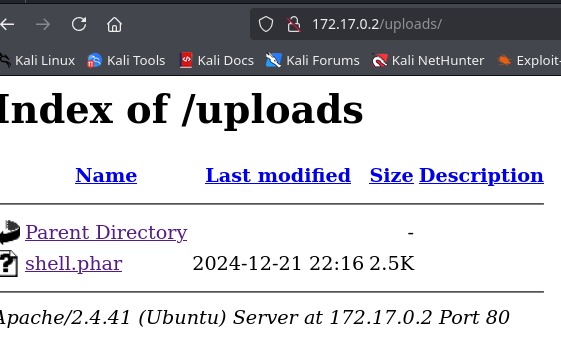 172.17.0.2/uploads/
Kali Linux Kali Tools Kali Docs Kali Forums Kali NetHunter Exploit-
Index of /uploads
Name Last modified Size Description
Parent Directory -
shell.phar 2024-12-21 22:16 2.5K
Apache/2.4.41 (Ubuntu) Server at 172.17.0.2 Port 80